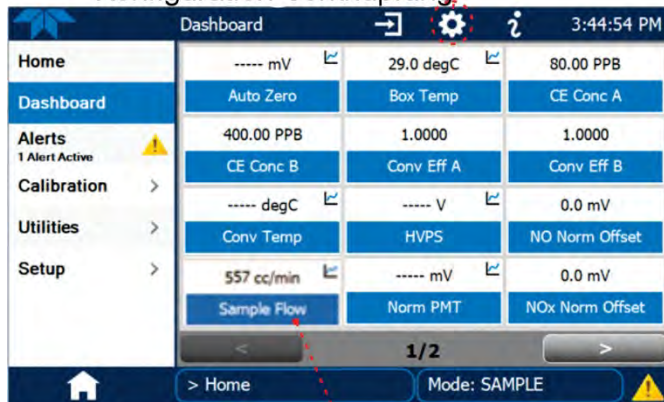 Dashboard 3:44:54 PM
Home
Dashboard
Alerts
1 Alert Active
Calibration >
Utilities >
Setup >
----- mV
Auto Zero
29.0 degC
Box Temp
80.00 PPB
CE Conc A
400.00 PPB
CE Conc B
1.0000
Conv Eff A
1.0000
Conv Eff B
----- degC
Conv Temp
----- V
HVPS
0.0 mV
NO Norm Offset
557 cc/min
Sample Flow
----- mV
Norm PMT
0.0 mV
NOx Norm Offset
< 1/2 >
> Home Mode: SAMPLE